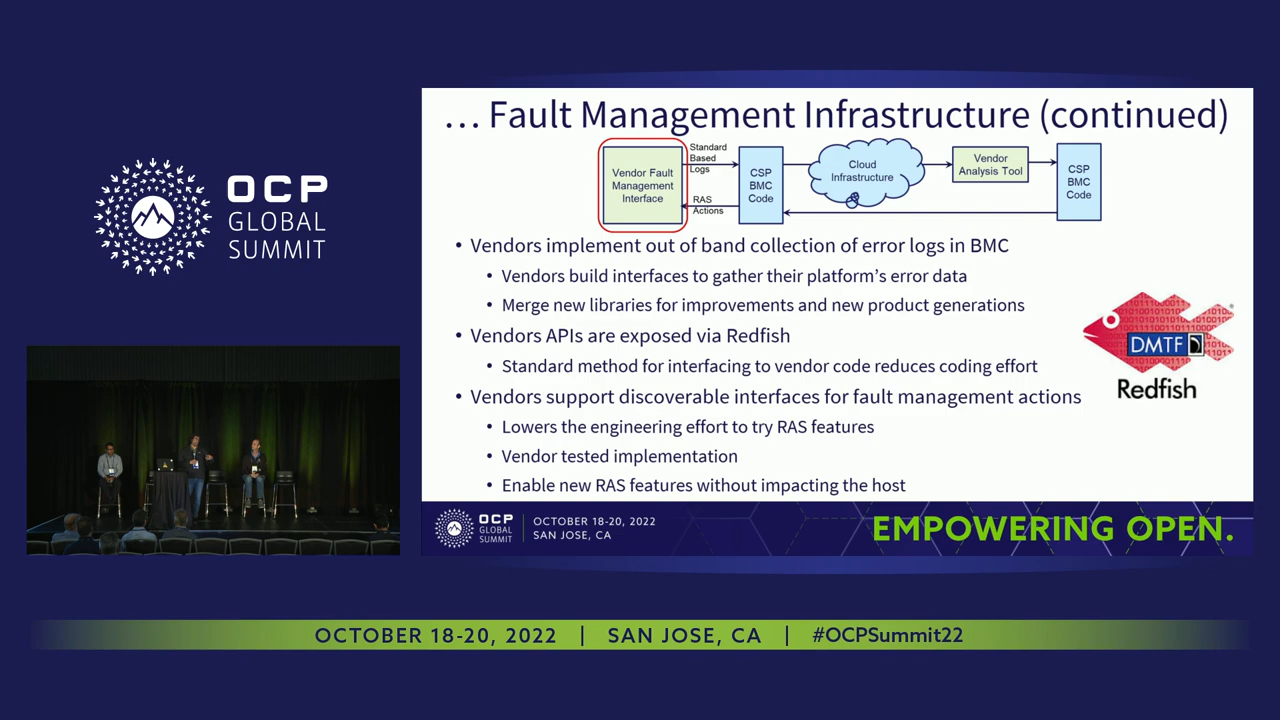 OCP
GLOBAL
SUMMIT
… Fault Management Infrastructure (continued)
Vendor Fault
Management
Interface
Standard
Based
Logs
RAS
Actions
CSP
BMC
Code
Cloud
Infrastructure
Vendor
Analysis Tool
CSP
BMC
Code
• Vendors implement out of band collection of error logs in BMC
• Vendors build interfaces to gather their platform's error data
• Merge new libraries for improvements and new product generations
• Vendors APIs are exposed via Redfish
• Standard method for interfacing to vendor code reduces coding effort
• Vendors support discoverable interfaces for fault management actions
• Lowers the engineering effort to try RAS features
• Vendor tested implementation
• Enable new RAS features without impacting the host
DMTF
Redfish
OCP
GLOBAL
SUMMIT
OCTOBER 18-20, 2022
SAN JOSE, CA
EMPOWERING OPEN.
OCTOBER 18-20, 2022 | SAN JOSE, CA | #OCPSummit22